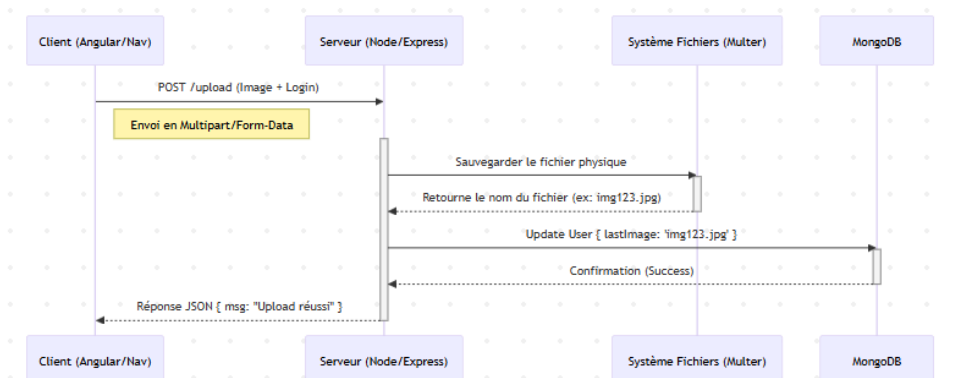 Client (Angular/Nav)
Serveur (Node/Express)
Système Fichiers (Multer)
MongoDB
POST /upload (Image + Login)
Envoi en Multipart/Form-Data
Sauvegarder le fichier physique
Retourne le nom du fichier (ex: img123.jpg)
Update User { lastImage: 'img123.jpg' }
Confirmation (Success)
Réponse JSON { msg: "Upload réussi" }
Client (Angular/Nav)
Serveur (Node/Express)
Système Fichiers (Multer)
MongoDB